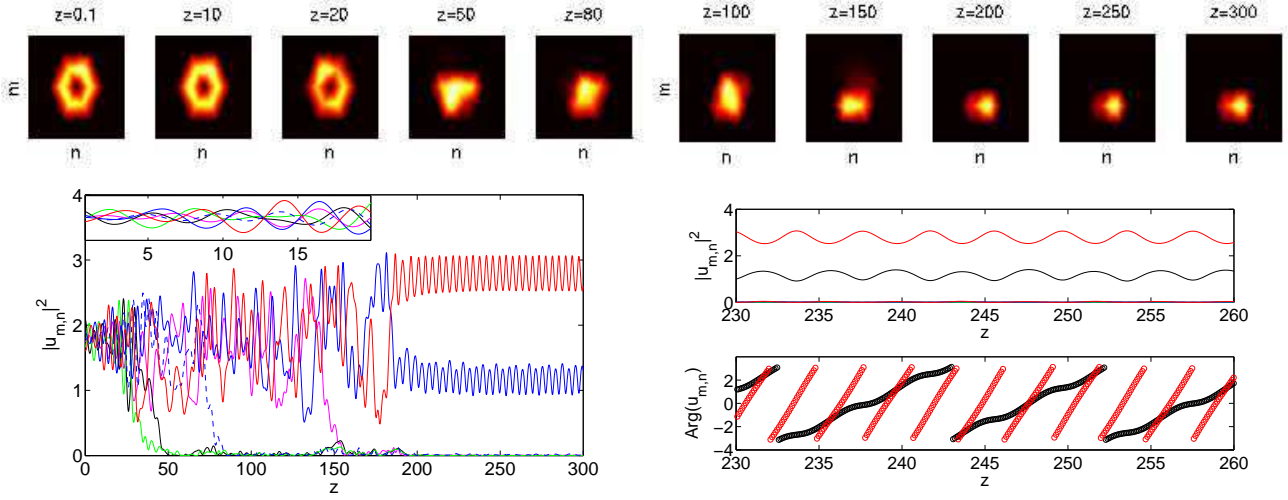 z=0.1 z=10 z=20 z=50 z=80 z=100 z=150 z=200 z=250 z=300
m m
n n n n n n n n n n
4
3
2
1
0
|u_{m,n}|^2
5 10 15
0 50 100 150 200 250 300
z
4
2
0
|u_{m,n}|^2
230 235 240 245 250 255 260
z
4
2
0
−2
−4
Arg(u_{m,n})
230 235 240 245 250 255 260
z